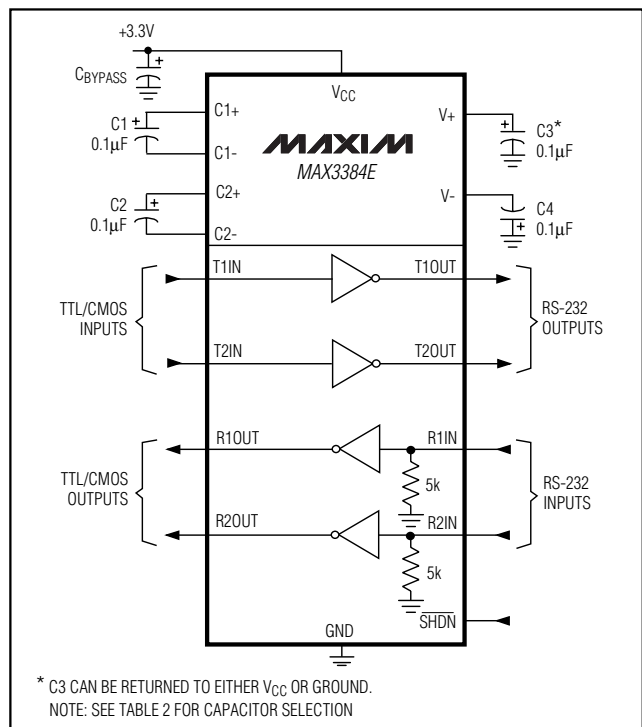 +3.3V
CBYPASS
VCC
C1
0.1µF
C1+
C1-
C2
0.1µF
C2+
C2-
MAXIM
MAX3384E
V+
C3*
0.1µF
V-
C4
0.1µF
TTL/CMOS
INPUTS
T1IN
T1OUT
T2IN
T2OUT
RS-232
OUTPUTS
TTL/CMOS
OUTPUTS
R1OUT
R1IN
5k
R2OUT
R2IN
5k
RS-232
INPUTS
SHDN
GND
* C3 CAN BE RETURNED TO EITHER VCC OR GROUND.
NOTE: SEE TABLE 2 FOR CAPACITOR SELECTION